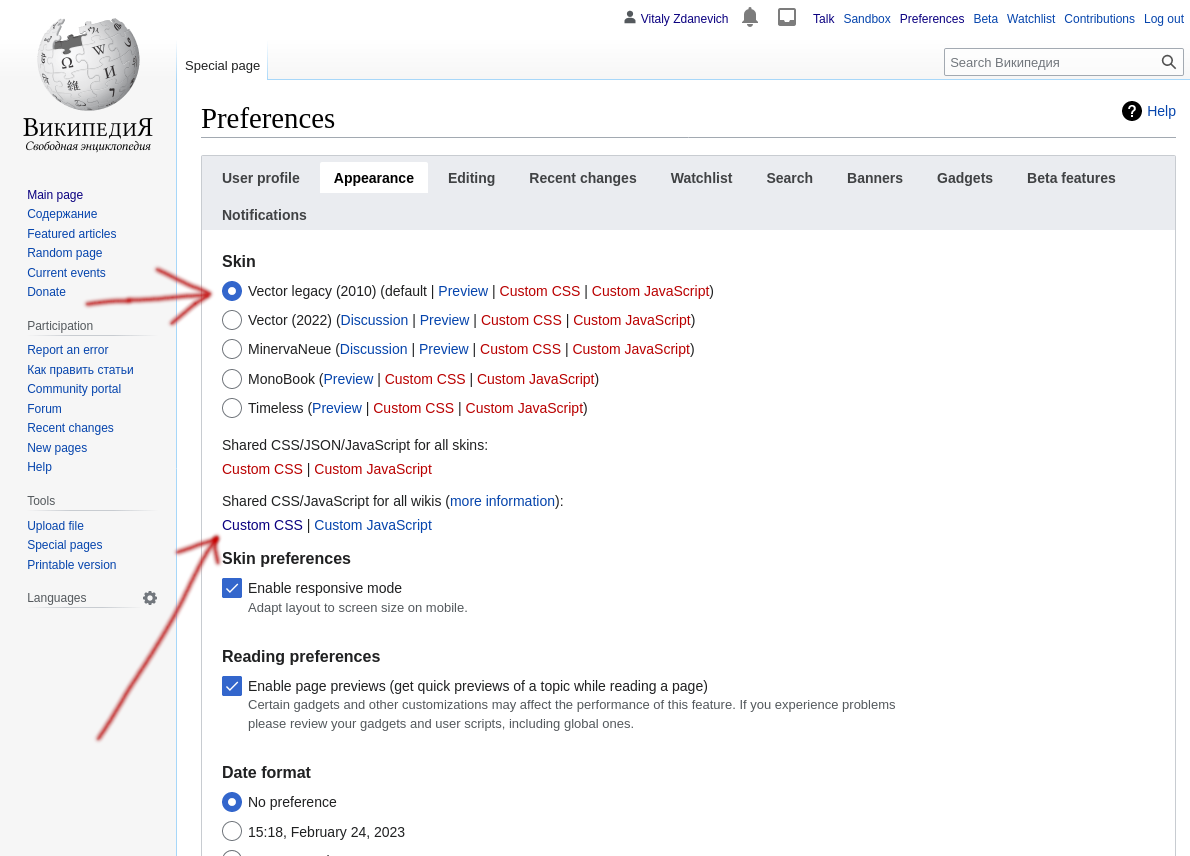 Vitaly Zdanevich Talk Sandbox Preferences Beta Watchlist Contributions Log out
Special page
Search Википедия
ВикипедиЯ
Свободная энциклопедия
Main page
Содержание
Featured articles
Random page
Current events
Donate
Participation
Report an error
Как править статьи
Community portal
Forum
Recent changes
New pages
Help
Tools
Upload file
Special pages
Printable version
Languages
Preferences
? Help
User profile Appearance Editing Recent changes Watchlist Search Banners Gadgets Beta features
Notifications
Skin
Vector legacy (2010) (default | Preview | Custom CSS | Custom JavaScript)
Vector (2022) (Discussion | Preview | Custom CSS | Custom JavaScript)
MinervaNeue (Discussion | Preview | Custom CSS | Custom JavaScript)
MonoBook (Preview | Custom CSS | Custom JavaScript)
Timeless (Preview | Custom CSS | Custom JavaScript)
Shared CSS/JSON/JavaScript for all skins:
Custom CSS | Custom JavaScript
Shared CSS/JavaScript for all wikis (more information):
Custom CSS | Custom JavaScript
Skin preferences
Enable responsive mode
Adapt layout to screen size on mobile.
Reading preferences
Enable page previews (get quick previews of a topic while reading a page)
Certain gadgets and other customizations may affect the performance of this feature. If you experience problems
please review your gadgets and user scripts, including global ones.
Date format
No preference
15:18, February 24, 2023